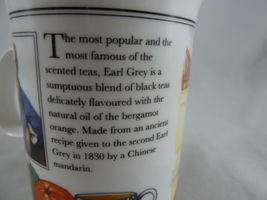 The most popular and the
most famous of the
scented teas, Earl Grey is a
sumptuous blend of black teas
delicately flavoured with the
natural oil of the bergamot
orange. Made from an ancient
recipe given to the second Earl
Grey in 1830 by a Chinese
mandarin.